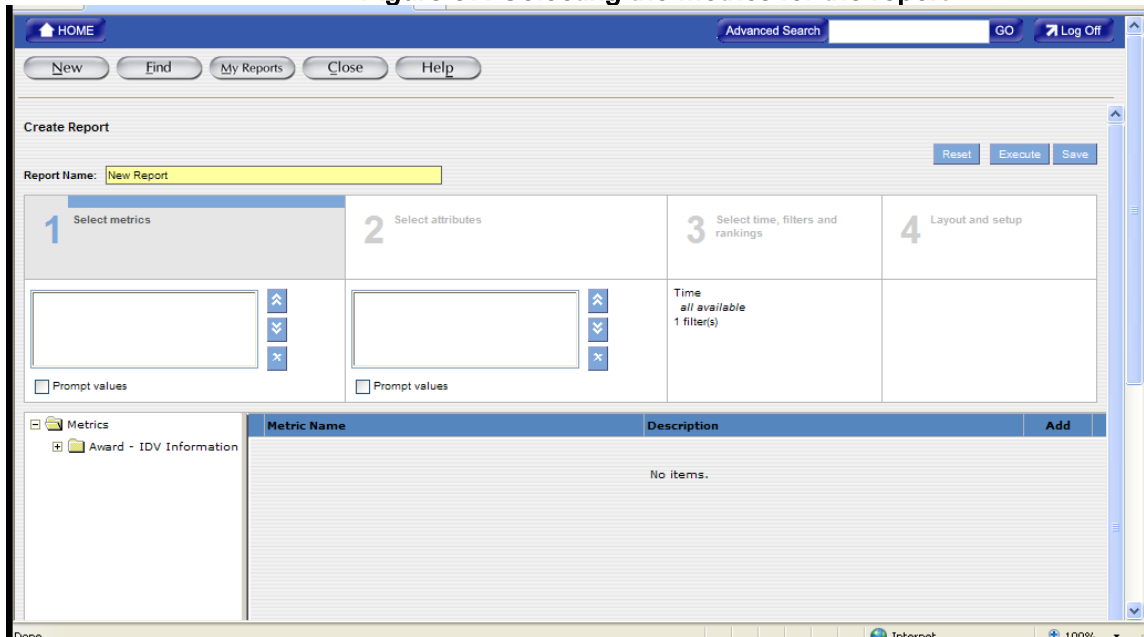 HOME
Advanced Search
GO
Log Off
New
Find
My Reports
Close
Help
Create Report
Reset
Execute
Save
Report Name:
New Report
1 Select metrics
2 Select attributes
3 Select time, filters and
rankings
4 Layout and setup
Time
all available
1 filter(s)
Prompt values
Prompt values
Metrics
Award - IDV Information
Metric Name
Description
Add
No items.
Internet
100%